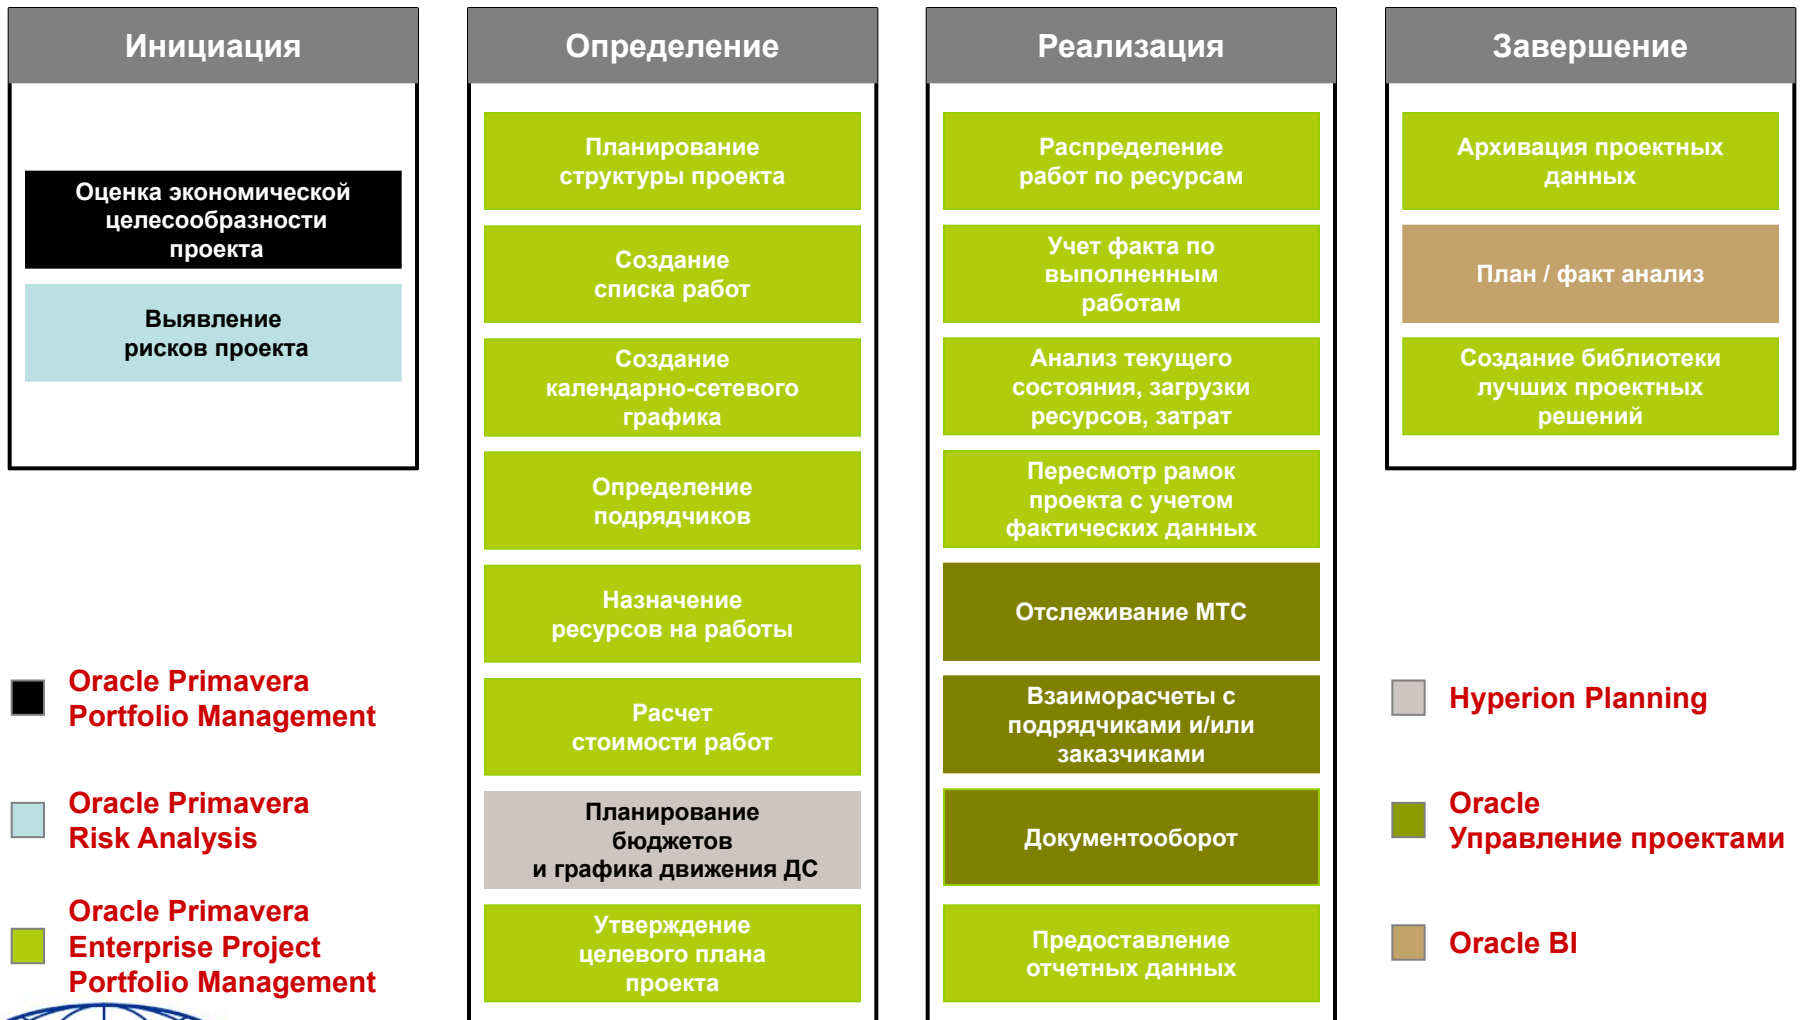 Инициация
Оценка экономической
целесообразности
проекта
Выявление
рисков проекта
Определение
Планирование
структуры проекта
Создание
списка работ
Создание
календарно-сетевого
графика
Определение
подрядчиков
Назначение
ресурсов на работы
Расчет
стоимости работ
Планирование
бюджетов
и графика движения ДС
Утверждение
целевого плана
проекта
Реализация
Распределение
работ по ресурсам
Учет факта по
выполненным
работам
Анализ текущего
состояния, загрузки
ресурсов, затрат
Пересмотр рамок
проекта с учетом
фактических данных
Отслеживание МТС
Взаиморасчеты с
подрядчиками и/или
заказчиками
Документооборот
Предоставление
отчетных данных
Завершение
Архивация проектных
данных
План / факт анализ
Создание библиотеки
лучших проектных
решений
Oracle Primavera
Portfolio Management
Oracle Primavera
Risk Analysis
Oracle Primavera
Enterprise Project
Portfolio Management
Hyperion Planning
Oracle
Управление проектами
Oracle BI